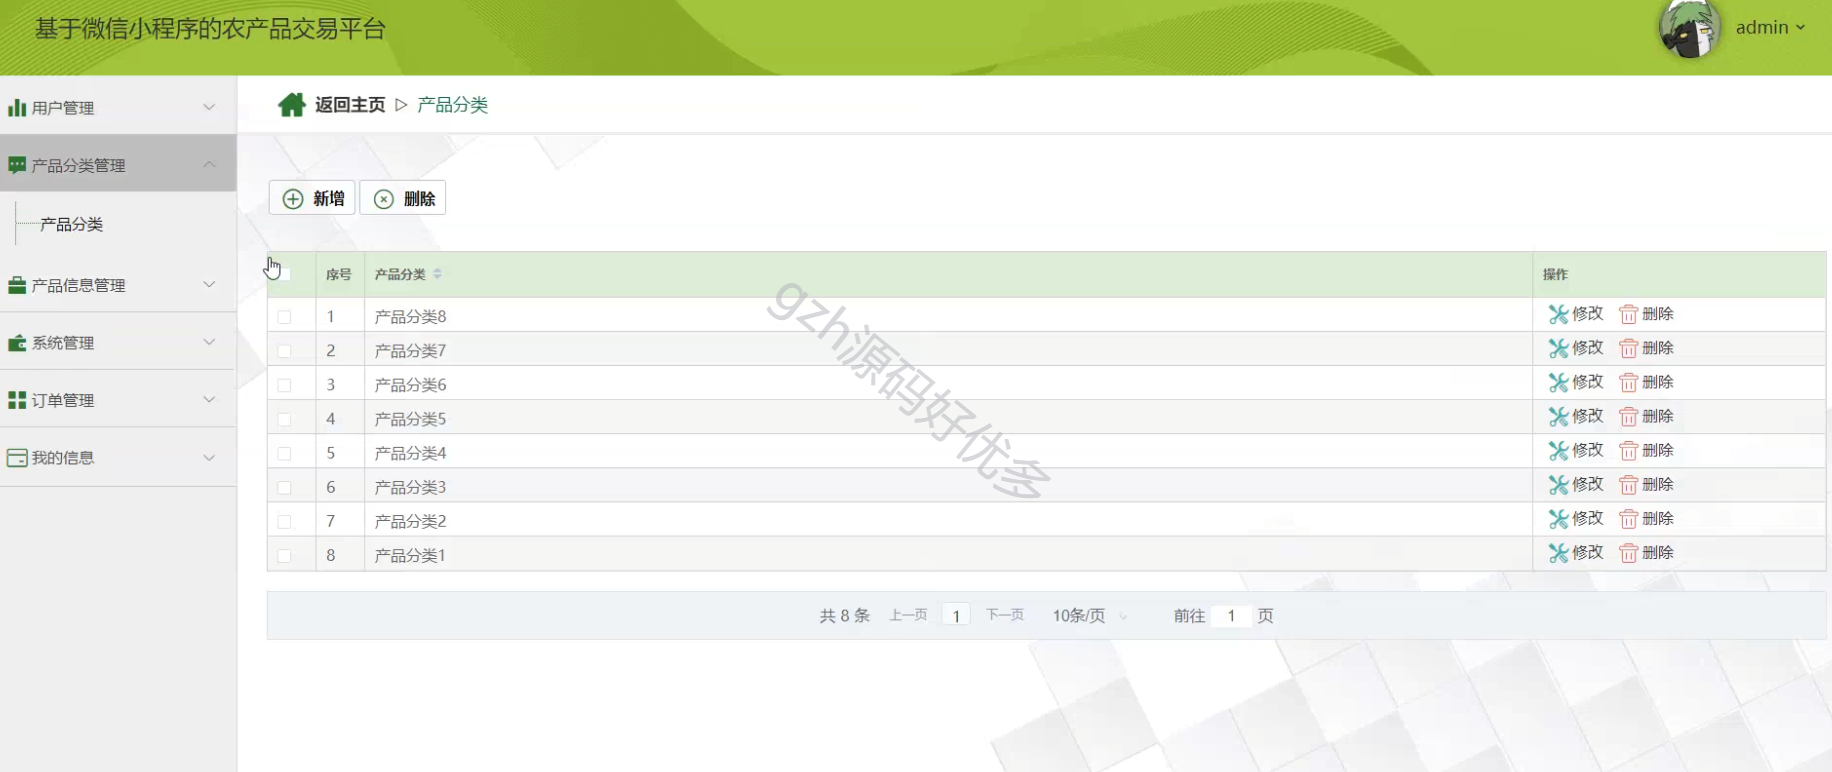 基于微信小程序的农产品交易平台
admin
用户管理
产品分类管理
产品分类
产品信息管理
系统管理
订单管理
我的信息
返回主页 ▷ 产品分类
新增 删除
序号 产品分类 操作
1 产品分类8 修改 删除
2 产品分类7 修改 删除
3 产品分类6 修改 删除
4 产品分类5 修改 删除
5 产品分类4 修改 删除
6 产品分类3 修改 删除
7 产品分类2 修改 删除
8 产品分类1 修改 删除
共 8 条 上一页 1 下一页 10条/页 前往 1 页
gzh源码好优多